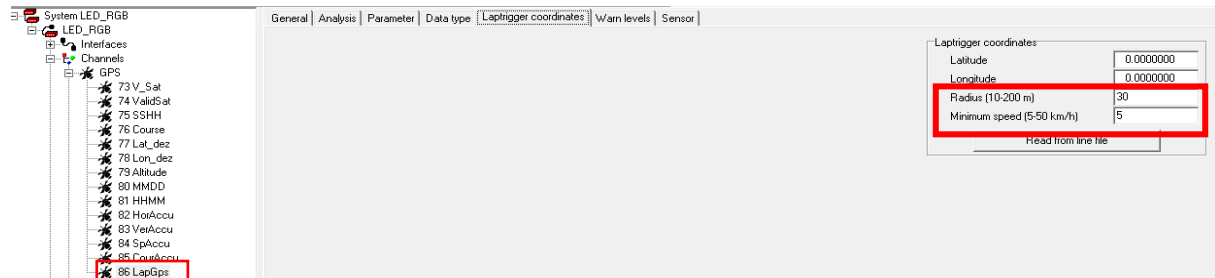 System LED_RGB
LED_RGB
Interfaces
Channels
GPS
73 V_Sat
74 ValidSat
75 SSHH
76 Course
77 Lat_dez
78 Lon_dez
79 Altitude
80 MMDD
81 HHMM
82 HorAccu
83 VerAccu
84 SpAccu
85 CourAccu
86 LapGps
General Analysis Parameter Data type Laptrigger coordinates Warn levels Sensor
Laptrigger coordinates
Latitude 0.0000000
Longitude 0.0000000
Radius (10-200 m) 30
Minimum speed (5-50 km/h) 5
Read from line file